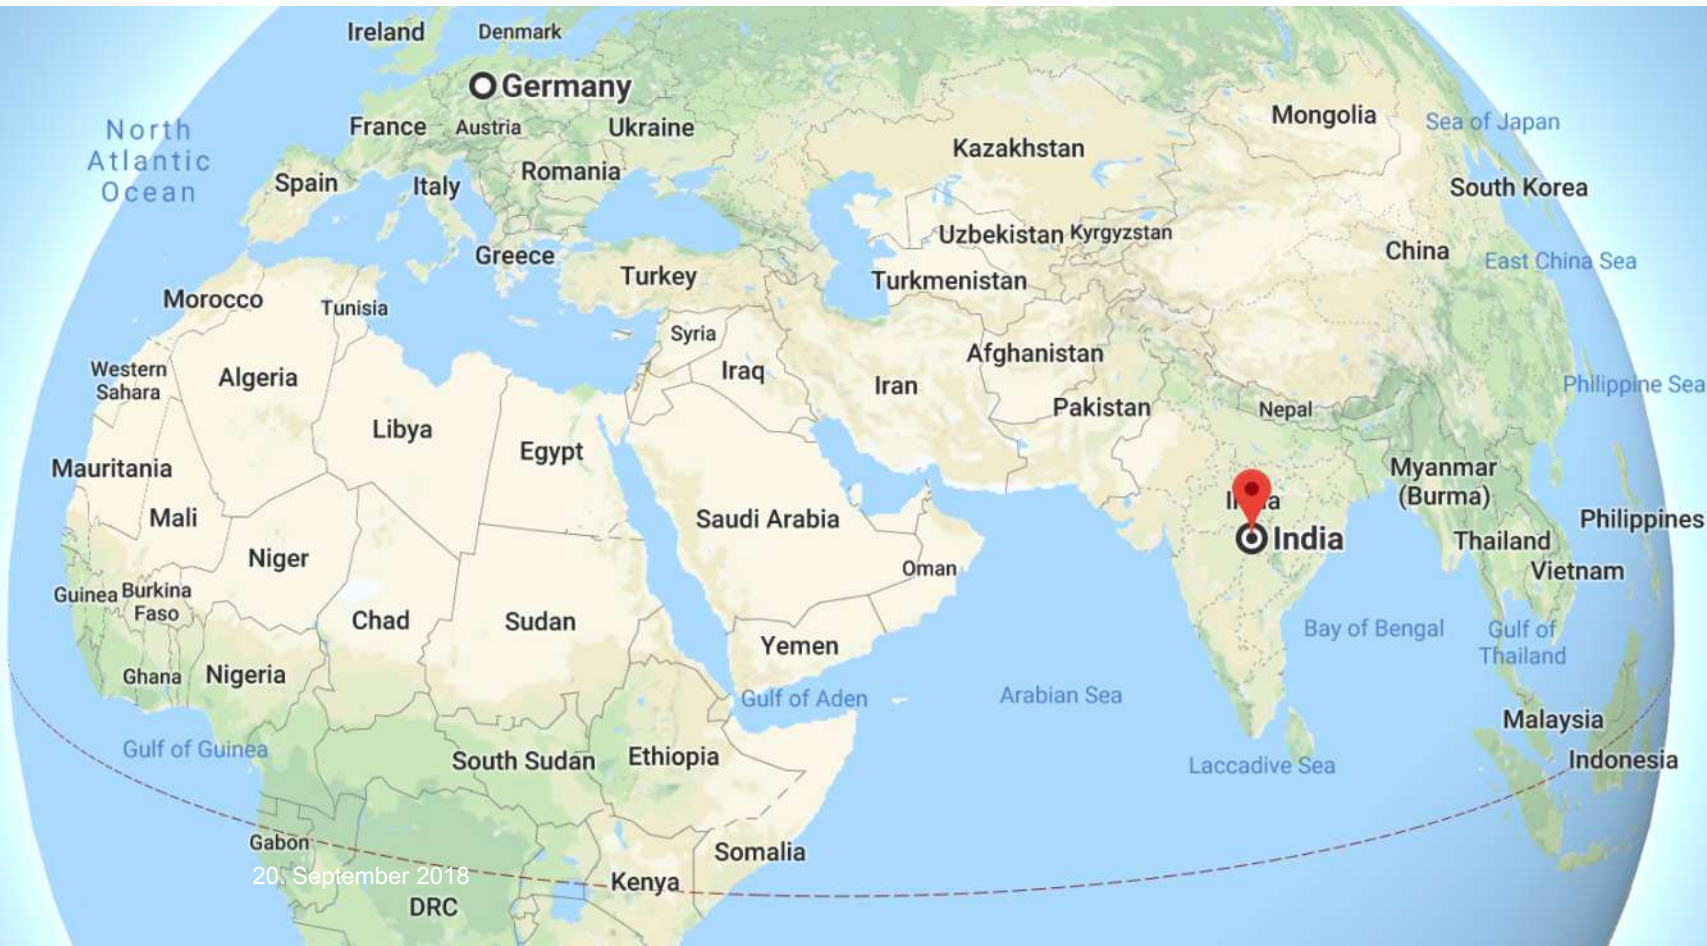 Ireland
Denmark
Germany
North
Atlantic
Ocean
France
Austria
Ukraine
Mongolia
Sea of Japan
Kazakhstan
Spain
Italy
Romania
South Korea
Uzbekistan
Kyrgyzstan
China
East China Sea
Greece
Turkey
Turkmenistan
Morocco
Tunisia
Syria
Afghanistan
Western
Sahara
Algeria
Iraq
Iran
Philippine Sea
Pakistan
Nepal
Libya
Egypt
Mauritania
Myanmar
(Burma)
Mali
Saudi Arabia
India
Philippines
Thailand
Niger
Oman
Vietnam
Guinea
Burkina
Faso
Chad
Sudan
Bay of Bengal
Gulf of
Thailand
Yemen
Ghana
Nigeria
Gulf of Aden
Arabian Sea
Malaysia
Gulf of Guinea
South Sudan
Ethiopia
Laccadive Sea
Indonesia
Gabon
Somalia
20. September 2018
Kenya
DRC